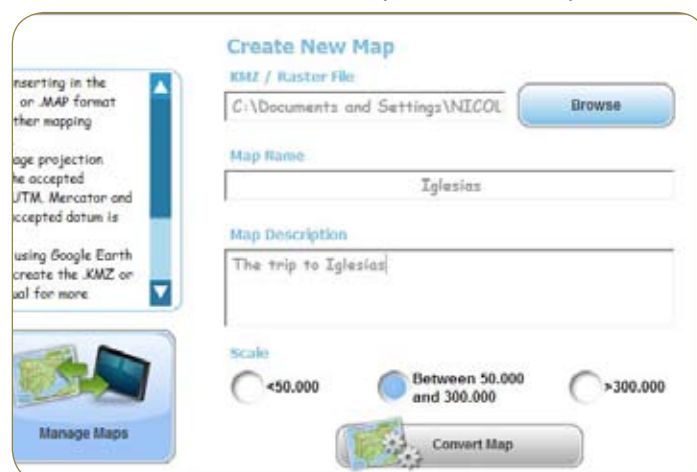 Create New Map
KMZ / Raster File
C:\Documents and Settings\NICOL
Browse
Map Name
Iglesias
Map Description
The trip to Iglesias
Scale
<50.000
Between 50.000
and 300.000
>300.000
Convert Map
nserting in the
or .MAP format
ther mapping
age projection
he accepted
UTM, Mercator and
accepted datum is
using Google Earth
create the .KMZ or
ual for more
Manage Maps